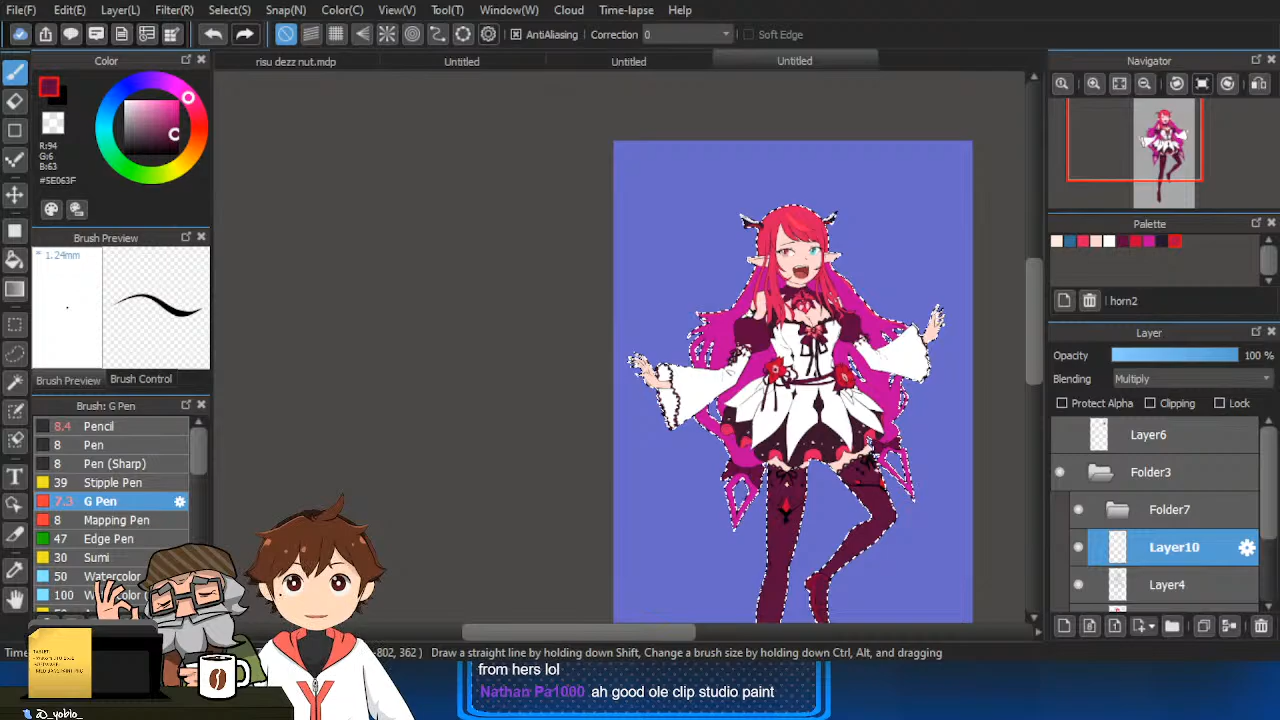 File(F) Edit(E) Layer(L) Filter(R) Select(S) Snap(N) Color(C) View(V) Tool(T) Window(W) Cloud Time-lapse Help
AntiAliasing Correction 0 Soft Edge
Color
risu dezz nut.mdp Untitled Untitled Untitled
Navigator
R:94
G:6
B:63
#5E063F
Brush Preview
1.24mm
Brush Preview Brush Control
Brush: G Pen
8.4 Pencil
8 Pen
8 Pen (Sharp)
39 Stipple Pen
7.3 G Pen
8 Mapping Pen
47 Edge Pen
30 Sumi
50 Watercolor
100
Palette
horn2
Layer
Opacity 100 %
Blending Multiply
Protect Alpha Clipping Lock
Layer6
Folder3
Folder7
Layer10
Layer4
-802, 362 ) Draw a straight line by holding down Shift, Change a brush size by holding down Ctrl, Alt, and dragging
from hers lol
Nathan Pa1000 ah good ole clip studio paint